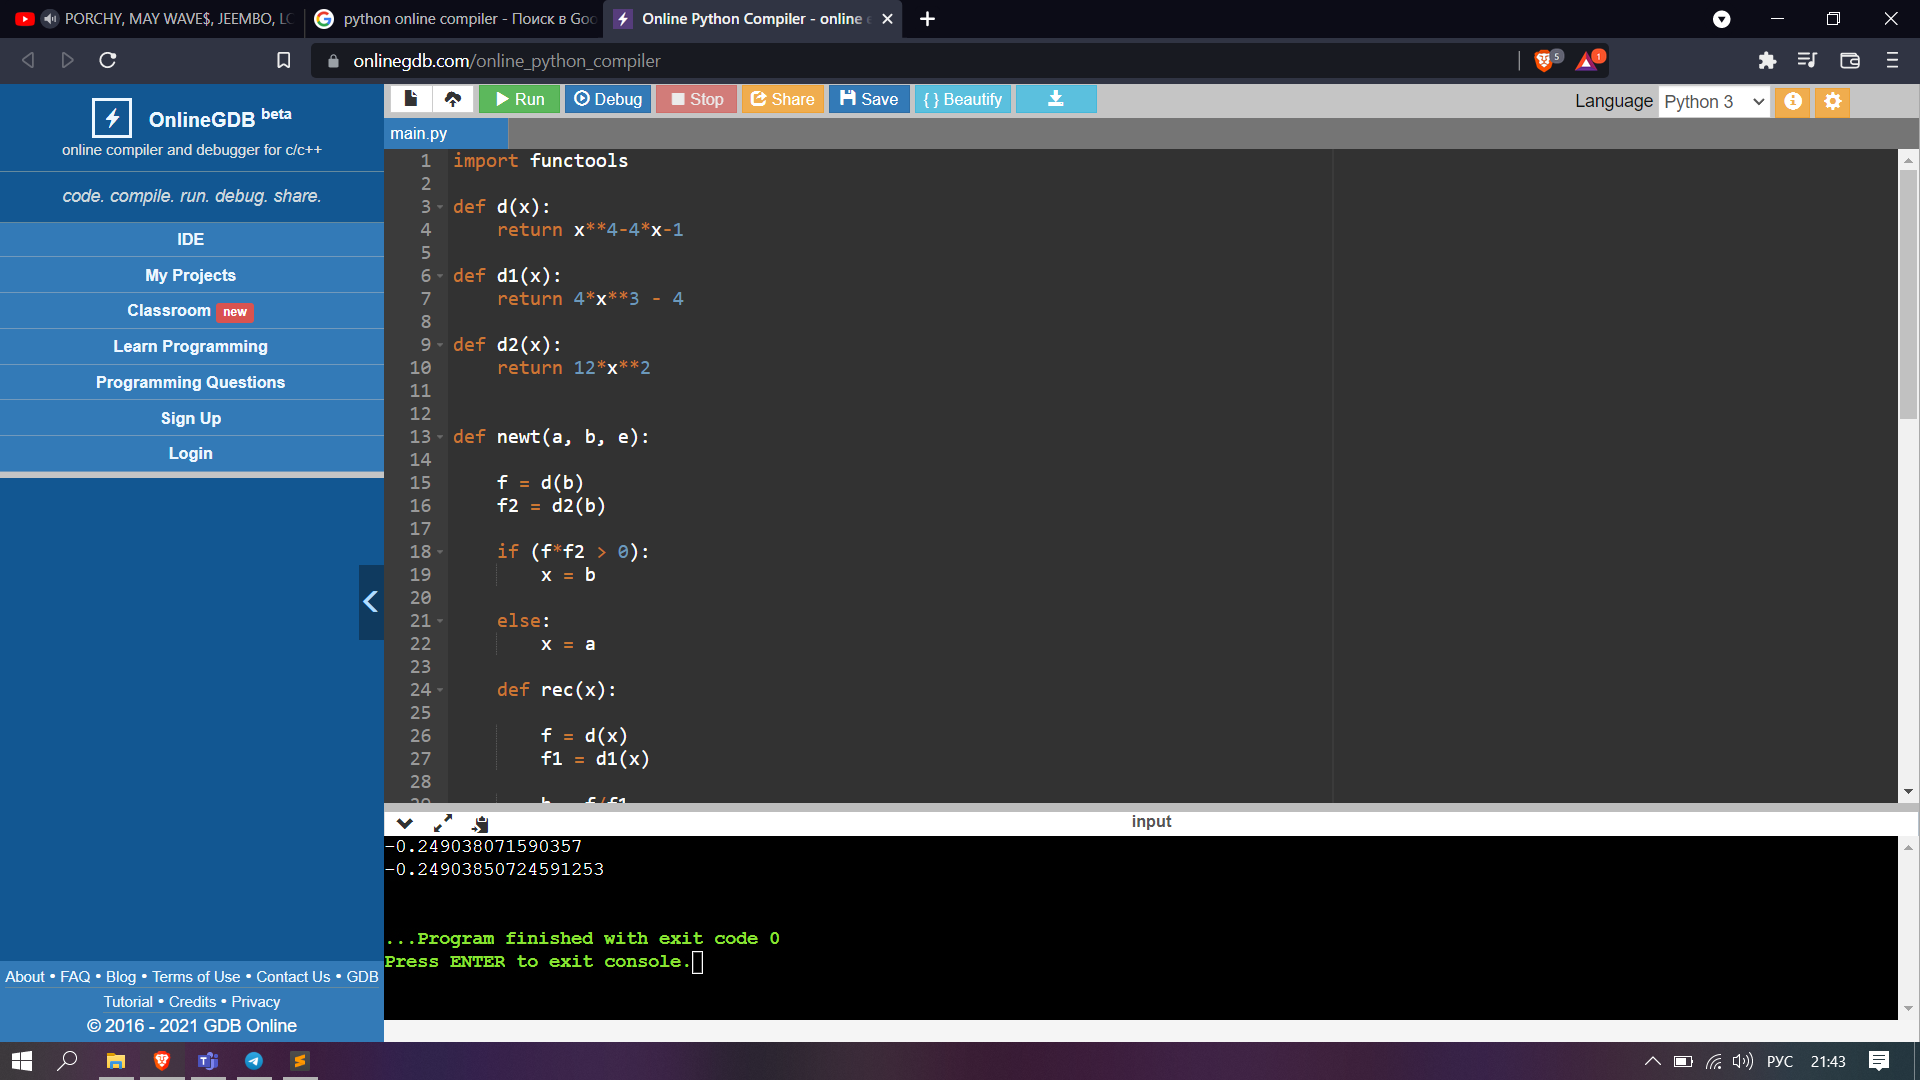 PORCHY, MAY WAVE$, JEEMBO, LC
python online compiler - Поиск в Goo
Online Python Compiler - online e
onlinegdb.com/online_python_compiler
5
1
OnlineGDB beta
online compiler and debugger for c/c++
code. compile. run. debug. share.
IDE
My Projects
Classroom new
Learn Programming
Programming Questions
Sign Up
Login
About • FAQ • Blog • Terms of Use • Contact Us • GDB
Tutorial • Credits • Privacy
© 2016 - 2021 GDB Online
Run Debug Stop Share Save { } Beautify
Language Python 3
main.py
1 import functools
2
3 def d(x):
4 return x**4-4*x-1
5
6 def d1(x):
7 return 4*x**3 - 4
8
9 def d2(x):
10 return 12*x**2
11
12
13 def newt(a, b, e):
14
15 f = d(b)
16 f2 = d2(b)
17
18 if (f*f2 > 0):
19 x = b
20
21 else:
22 x = a
23
24 def rec(x):
25
26 f = d(x)
27 f1 = d1(x)
28
input
-0.249038071590357
-0.24903850724591253
...Program finished with exit code 0
Press ENTER to exit console.
РУС 21:43